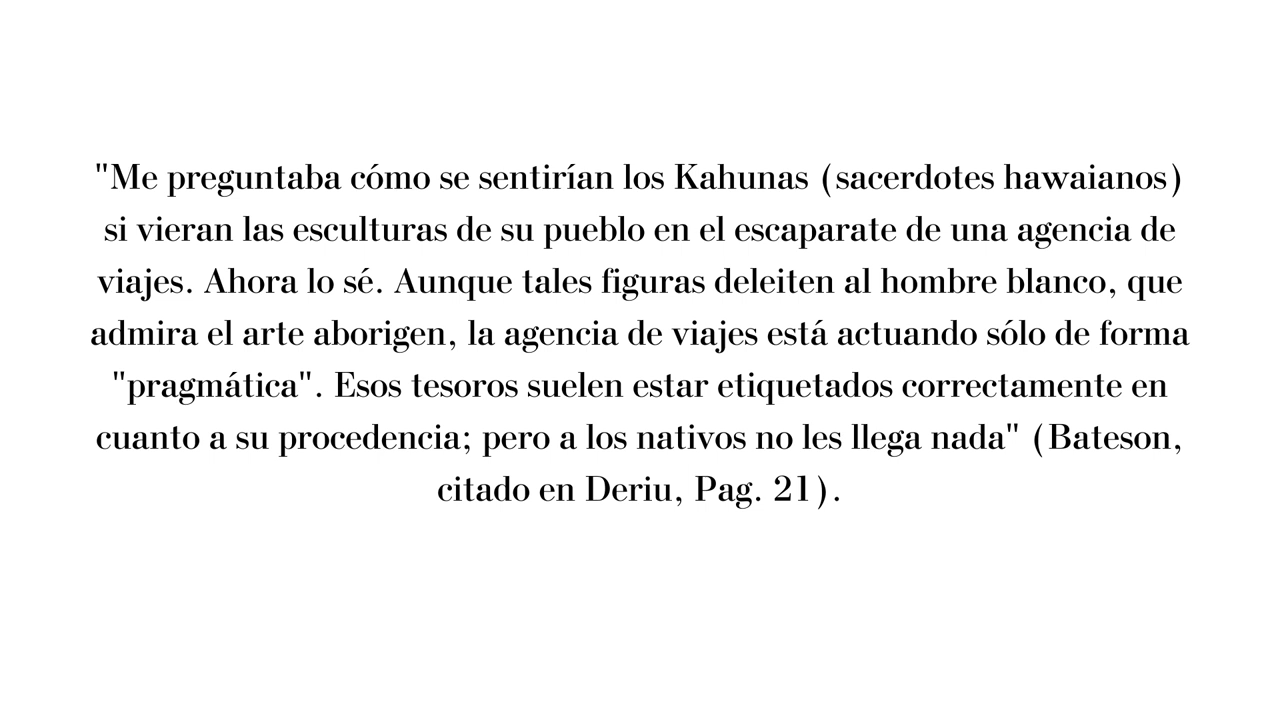 "Me preguntaba cómo se sentirían los Kahunas (sacerdotes hawaianos)
si vieran las esculturas de su pueblo en el escaparate de una agencia de
viajes. Ahora lo sé. Aunque tales figuras deleiten al hombre blanco, que
admira el arte aborigen, la agencia de viajes está actuando sólo de forma
"pragmática". Esos tesoros suelen estar etiquetados correctamente en
cuanto a su procedencia; pero a los nativos no les llega nada" (Bateson,
citado en Deriu, Pag. 21).